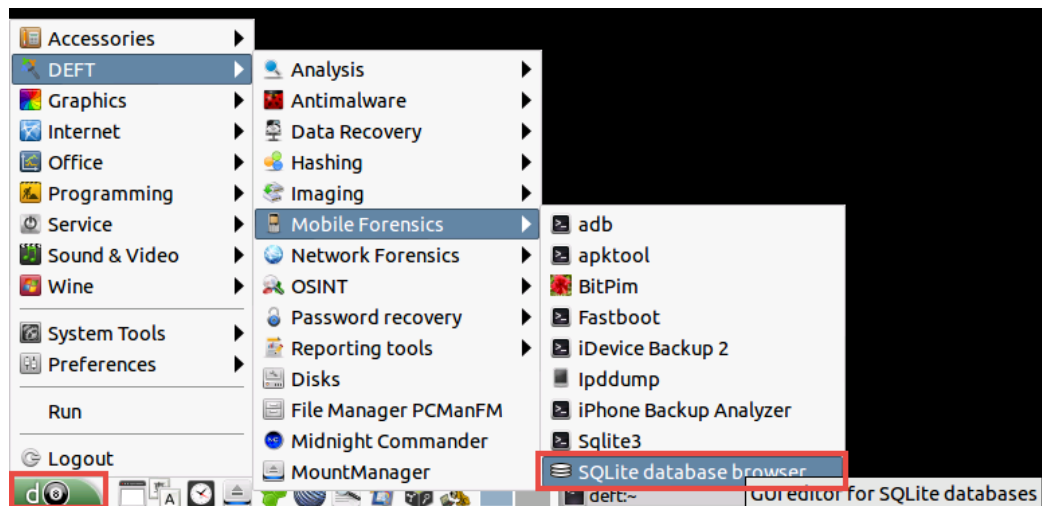 Accessories
DEFT
Graphics
Internet
Office
Programming
Service
Sound & Video
Wine
System Tools
Preferences
Run
Logout
Analysis
Antimalware
Data Recovery
Hashing
Imaging
Mobile Forensics
Network Forensics
OSINT
Password recovery
Reporting tools
Disks
File Manager PCManFM
Midnight Commander
MountManager
adb
apktool
BitPim
Fastboot
iDevice Backup 2
Ipddump
iPhone Backup Analyzer
Sqlite3
SQLite database browser
d8
A
deft:~
GUI editor for SQLite databases